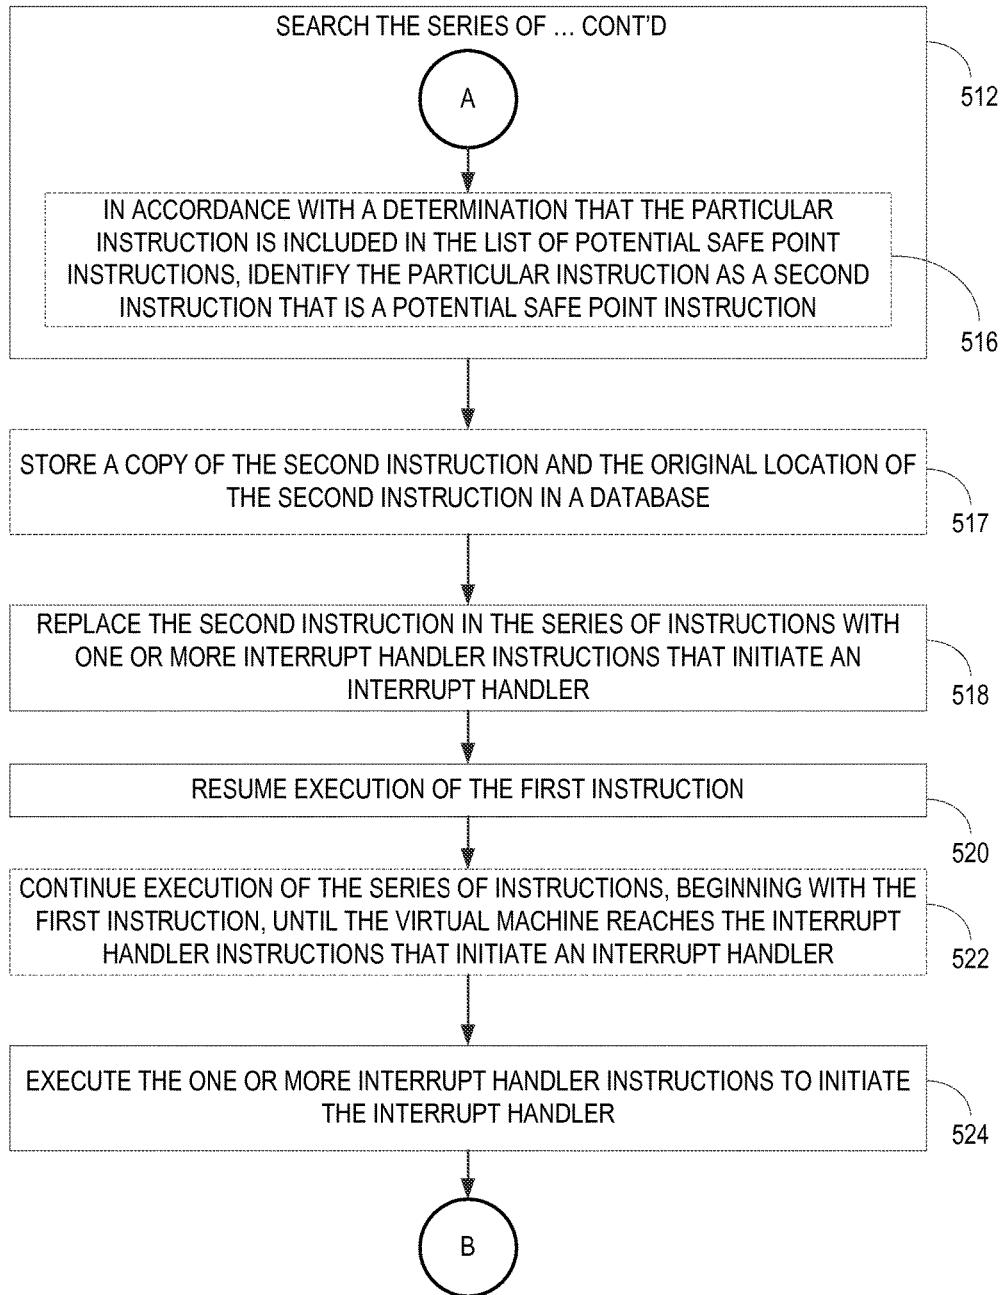 SEARCH THE SERIES OF ... CONT'D
A
512
IN ACCORDANCE WITH A DETERMINATION THAT THE PARTICULAR
INSTRUCTION IS INCLUDED IN THE LIST OF POTENTIAL SAFE POINT
INSTRUCTIONS, IDENTIFY THE PARTICULAR INSTRUCTION AS A SECOND
INSTRUCTION THAT IS A POTENTIAL SAFE POINT INSTRUCTION
516
STORE A COPY OF THE SECOND INSTRUCTION AND THE ORIGINAL LOCATION OF
THE SECOND INSTRUCTION IN A DATABASE
517
REPLACE THE SECOND INSTRUCTION IN THE SERIES OF INSTRUCTIONS WITH
ONE OR MORE INTERRUPT HANDLER INSTRUCTIONS THAT INITIATE AN
INTERRUPT HANDLER
518
RESUME EXECUTION OF THE FIRST INSTRUCTION
520
CONTINUE EXECUTION OF THE SERIES OF INSTRUCTIONS, BEGINNING WITH THE
FIRST INSTRUCTION, UNTIL THE VIRTUAL MACHINE REACHES THE INTERRUPT
HANDLER INSTRUCTIONS THAT INITIATE AN INTERRUPT HANDLER
522
EXECUTE THE ONE OR MORE INTERRUPT HANDLER INSTRUCTIONS TO INITIATE
THE INTERRUPT HANDLER
524
B